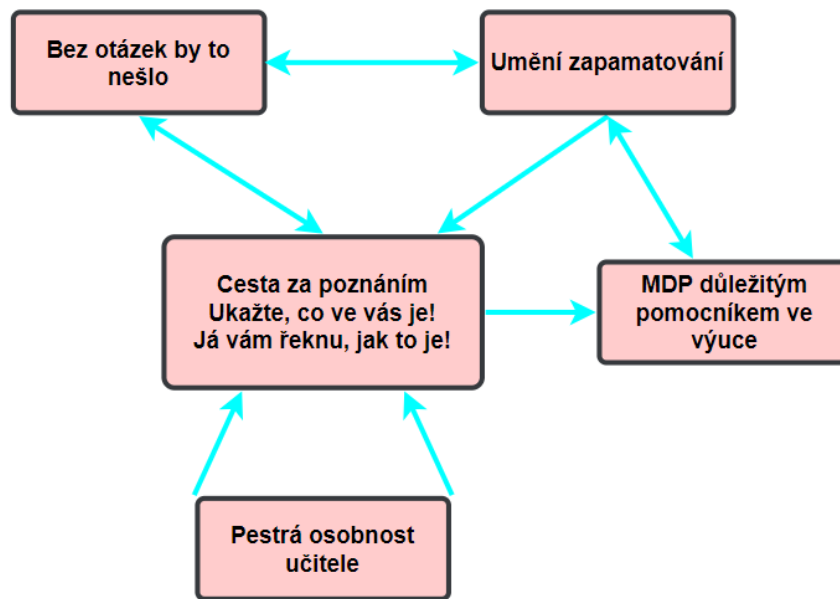 Bez otázek by to
nešlo
Umění zapamatování
Cesta za poznáním
Ukažte, co ve vás je!
Já vám řeknu, jak to je!
MDP důležitým
pomocníkem ve
výuce
Pestrá osobnost
učitele